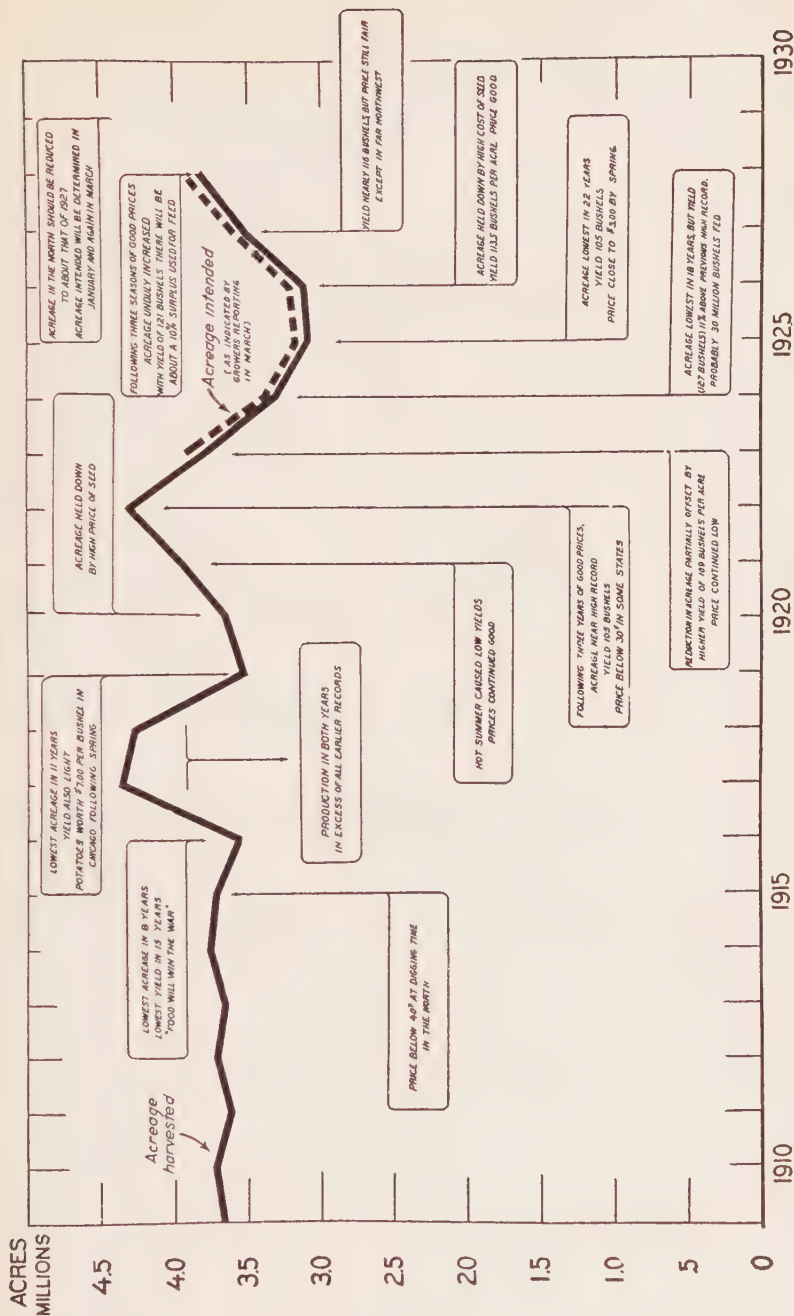 ACRES
MILLIONS
4.5
4.0
3.5
3.0
2.5
2.0
1.5
1.0
.5
0
1910
1915
1920
1925
1930
Acreage
harvested
LOWEST ACREAGE IN 8 YEARS
LOWEST YIELD IN 15 YEARS
"FOOD WILL WIN THE WAR"
LOWEST ACREAGE IN 11 YEARS
YIELD ALSO LIGHT
POTATOES WORTH $7.00 PER BUSHEL IN
CHICAGO FOLLOWING SPRING
ACREAGE HELD DOWN
BY HIGH PRICE OF SEED
ACREAGE IN THE NORTH SHOULD BE REDUCED
TO ABOUT THAT OF 1927
ACREAGE INTENDED WILL BE DETERMINED IN
JANUARY AND AGAIN IN MARCH
FOLLOWING THREE SEASONS OF GOOD PRICES
ACREAGE UNDULY INCREASED
WITH YIELD OF 121 BUSHELS THERE WILL BE
ABOUT A 10% SURPLUS USED FOR FEED
Acreage intended
(AS INDICATED BY
GROWERS REPORTING
IN MARCH)
PRICE BELOW 40¢ AT DIGGING TIME
IN THE NORTH
PRODUCTION IN BOTH YEARS
IN EXCESS OF ALL EARLIER RECORDS
HOT SUMMER CAUSED LOW YIELDS
PRICES CONTINUED GOOD
FOLLOWING THREE YEARS OF GOOD PRICES,
ACREAGE NEAR HIGH RECORD
YIELD 105 BUSHELS
PRICE BELOW 30¢ IN SOME STATES
REDUCTION IN ACREAGE PARTIALLY OFFSET BY
HIGHER YIELD OF 109 BUSHELS PER ACRE
PRICE CONTINUED LOW
YIELD NEARLY 116 BUSHELS BUT PRICE STILL FAIR
EXCEPT IN FAR NORTHWEST
ACREAGE HELD DOWN BY HIGH COST OF SEED
YIELD 113.5 BUSHELS PER ACRE PRICE GOOD
ACREAGE LOWEST IN 22 YEARS
YIELD 105 BUSHELS
PRICE CLOSE TO $3.00 BY SPRING
ACREAGE LOWEST IN 18 YEARS, BUT YIELD
(127 BUSHELS) 11% ABOVE PREVIOUS HIGH RECORD.
PROBABLY 30 MILLION BUSHELS FED